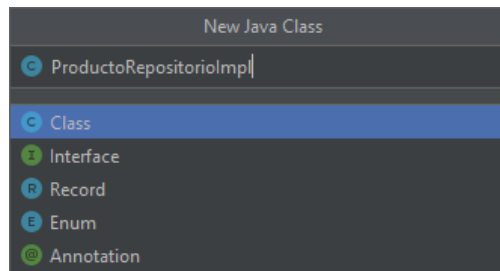 New Java Class
C ProductoRepositorioImpl
C Class
I Interface
R Record
E Enum
@ Annotation